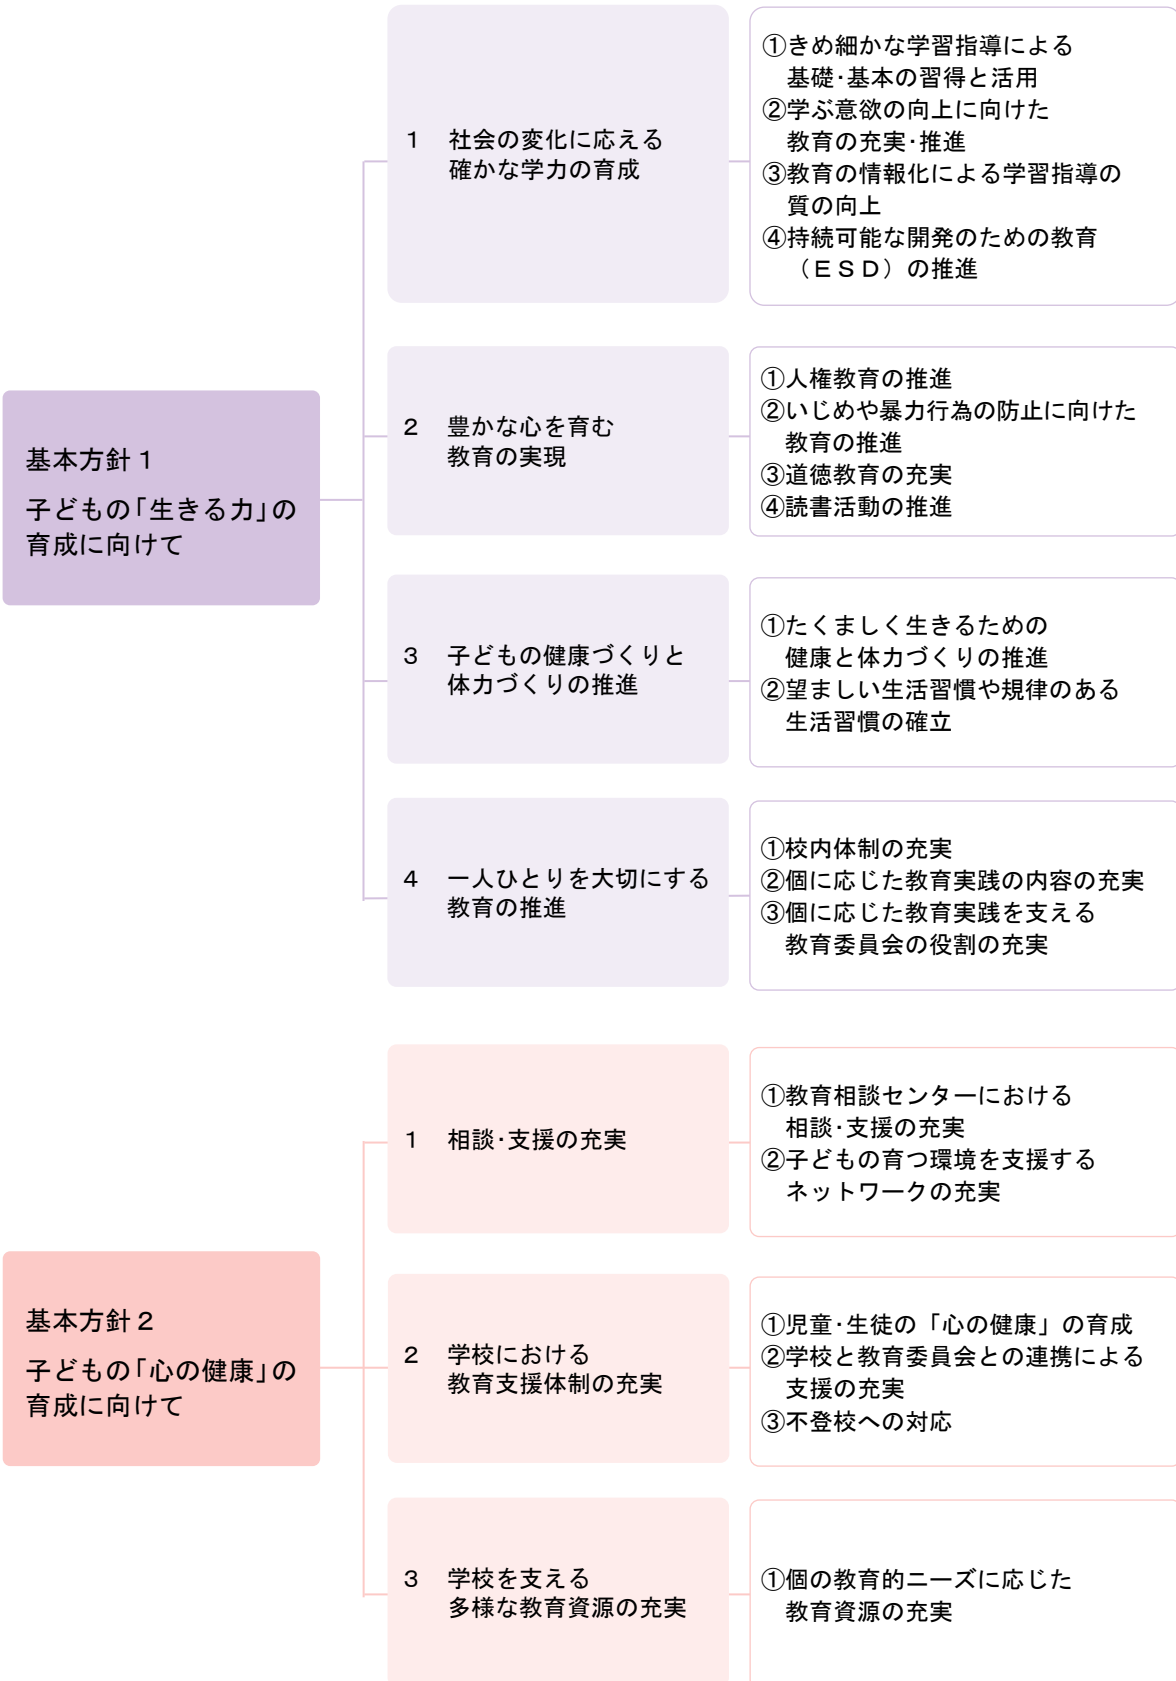 基本方針１
子どもの「生きる力」の
育成に向けて
１　社会の変化に応える
確かな学力の育成
①きめ細かな学習指導による
基礎･基本の習得と活用
②学ぶ意欲の向上に向けた
教育の充実･推進
③教育の情報化による学習指導の
質の向上
④持続可能な開発のための教育
（ＥＳＤ）の推進
２　豊かな心を育む
教育の実現
①人権教育の推進
②いじめや暴力行為の防止に向けた
教育の推進
③道徳教育の充実
④読書活動の推進
３　子どもの健康づくりと
体力づくりの推進
①たくましく生きるための
健康と体力づくりの推進
②望ましい生活習慣や規律のある
生活習慣の確立
４　一人ひとりを大切にする
教育の推進
①校内体制の充実
②個に応じた教育実践の内容の充実
③個に応じた教育実践を支える
教育委員会の役割の充実
基本方針２
子どもの「心の健康」の
育成に向けて
１　相談･支援の充実
①教育相談センターにおける
相談･支援の充実
②子どもの育つ環境を支援する
ネットワークの充実
２　学校における
教育支援体制の充実
①児童･生徒の「心の健康」の育成
②学校と教育委員会との連携による
支援の充実
③不登校への対応
３　学校を支える
多様な教育資源の充実
①個の教育的ニーズに応じた
教育資源の充実